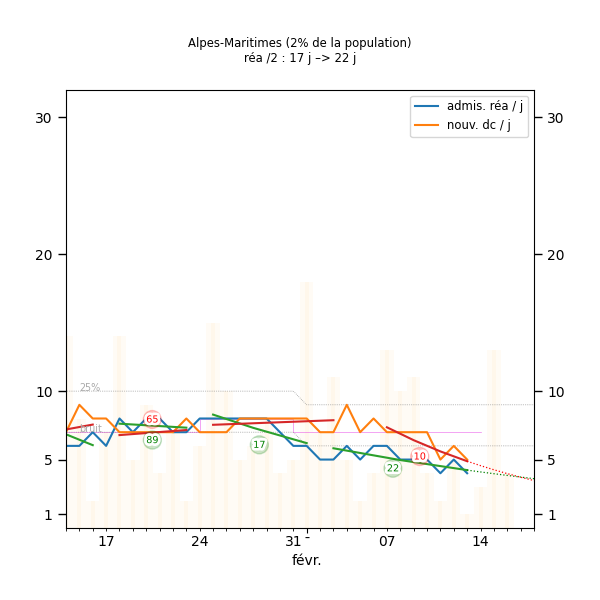 Alpes-Maritimes (2% de la population)
réa /2 : 17 j –> 22 j
admis. réa / j
nouv. dc / j
30 30
20 20
25%
10 10
bruit
65
89
17
10
22
5 5
1 1
17 24 31 - 07 14
févr.